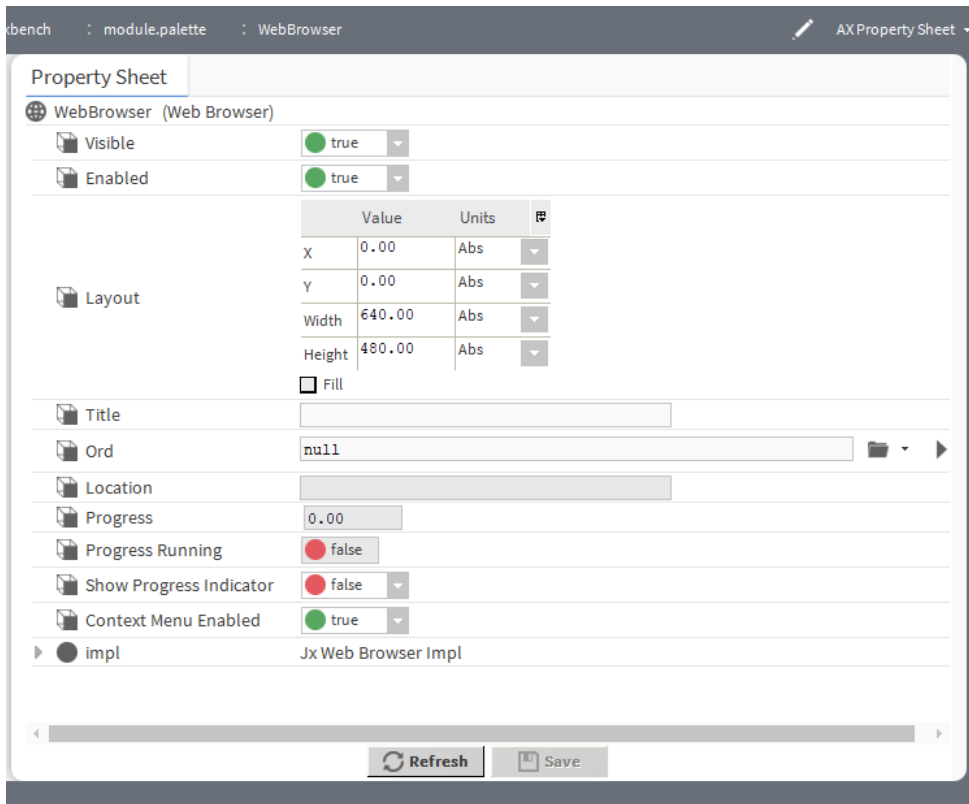 kbench : module.palette : WebBrowser AX Property Sheet
Property Sheet
WebBrowser (Web Browser)
Visible true
Enabled true
Value Units
X 0.00 Abs
Y 0.00 Abs
Layout
Width 640.00 Abs
Height 480.00 Abs
Fill
Title
Ord null
Location
Progress 0.00
Progress Running false
Show Progress Indicator false
Context Menu Enabled true
impl Jx Web Browser Impl
Refresh Save